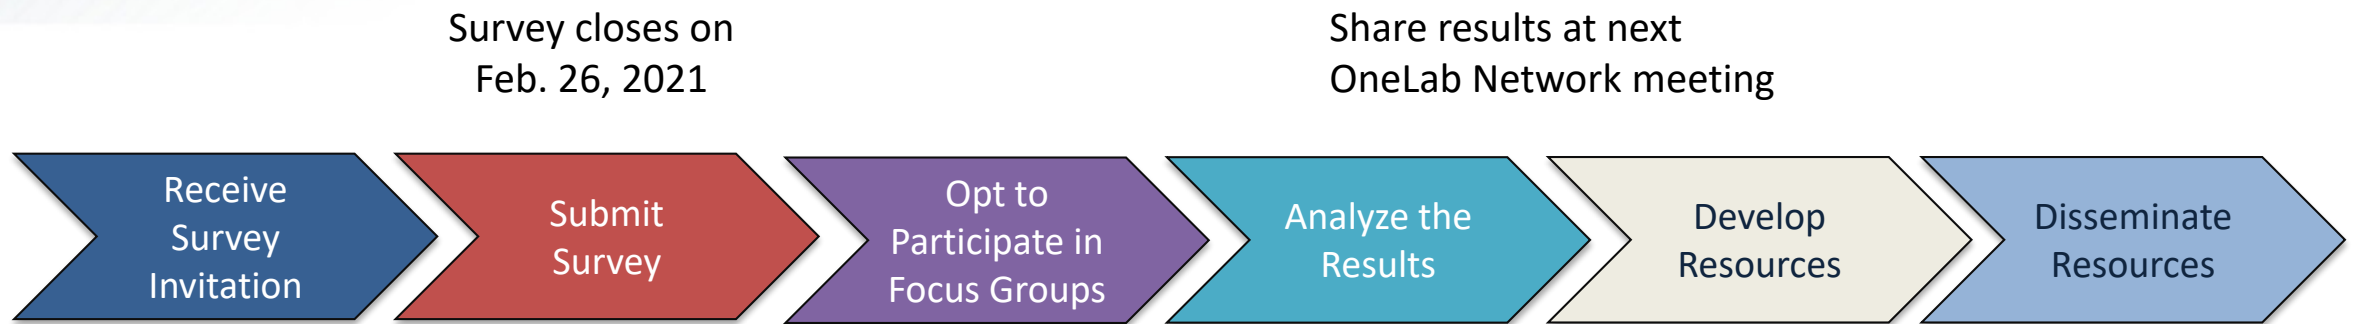 Survey closes on
Feb. 26, 2021
Share results at next
OneLab Network meeting
Receive
Survey
Invitation
Submit
Survey
Opt to
Participate in
Focus Groups
Analyze the
Results
Develop
Resources
Disseminate
Resources